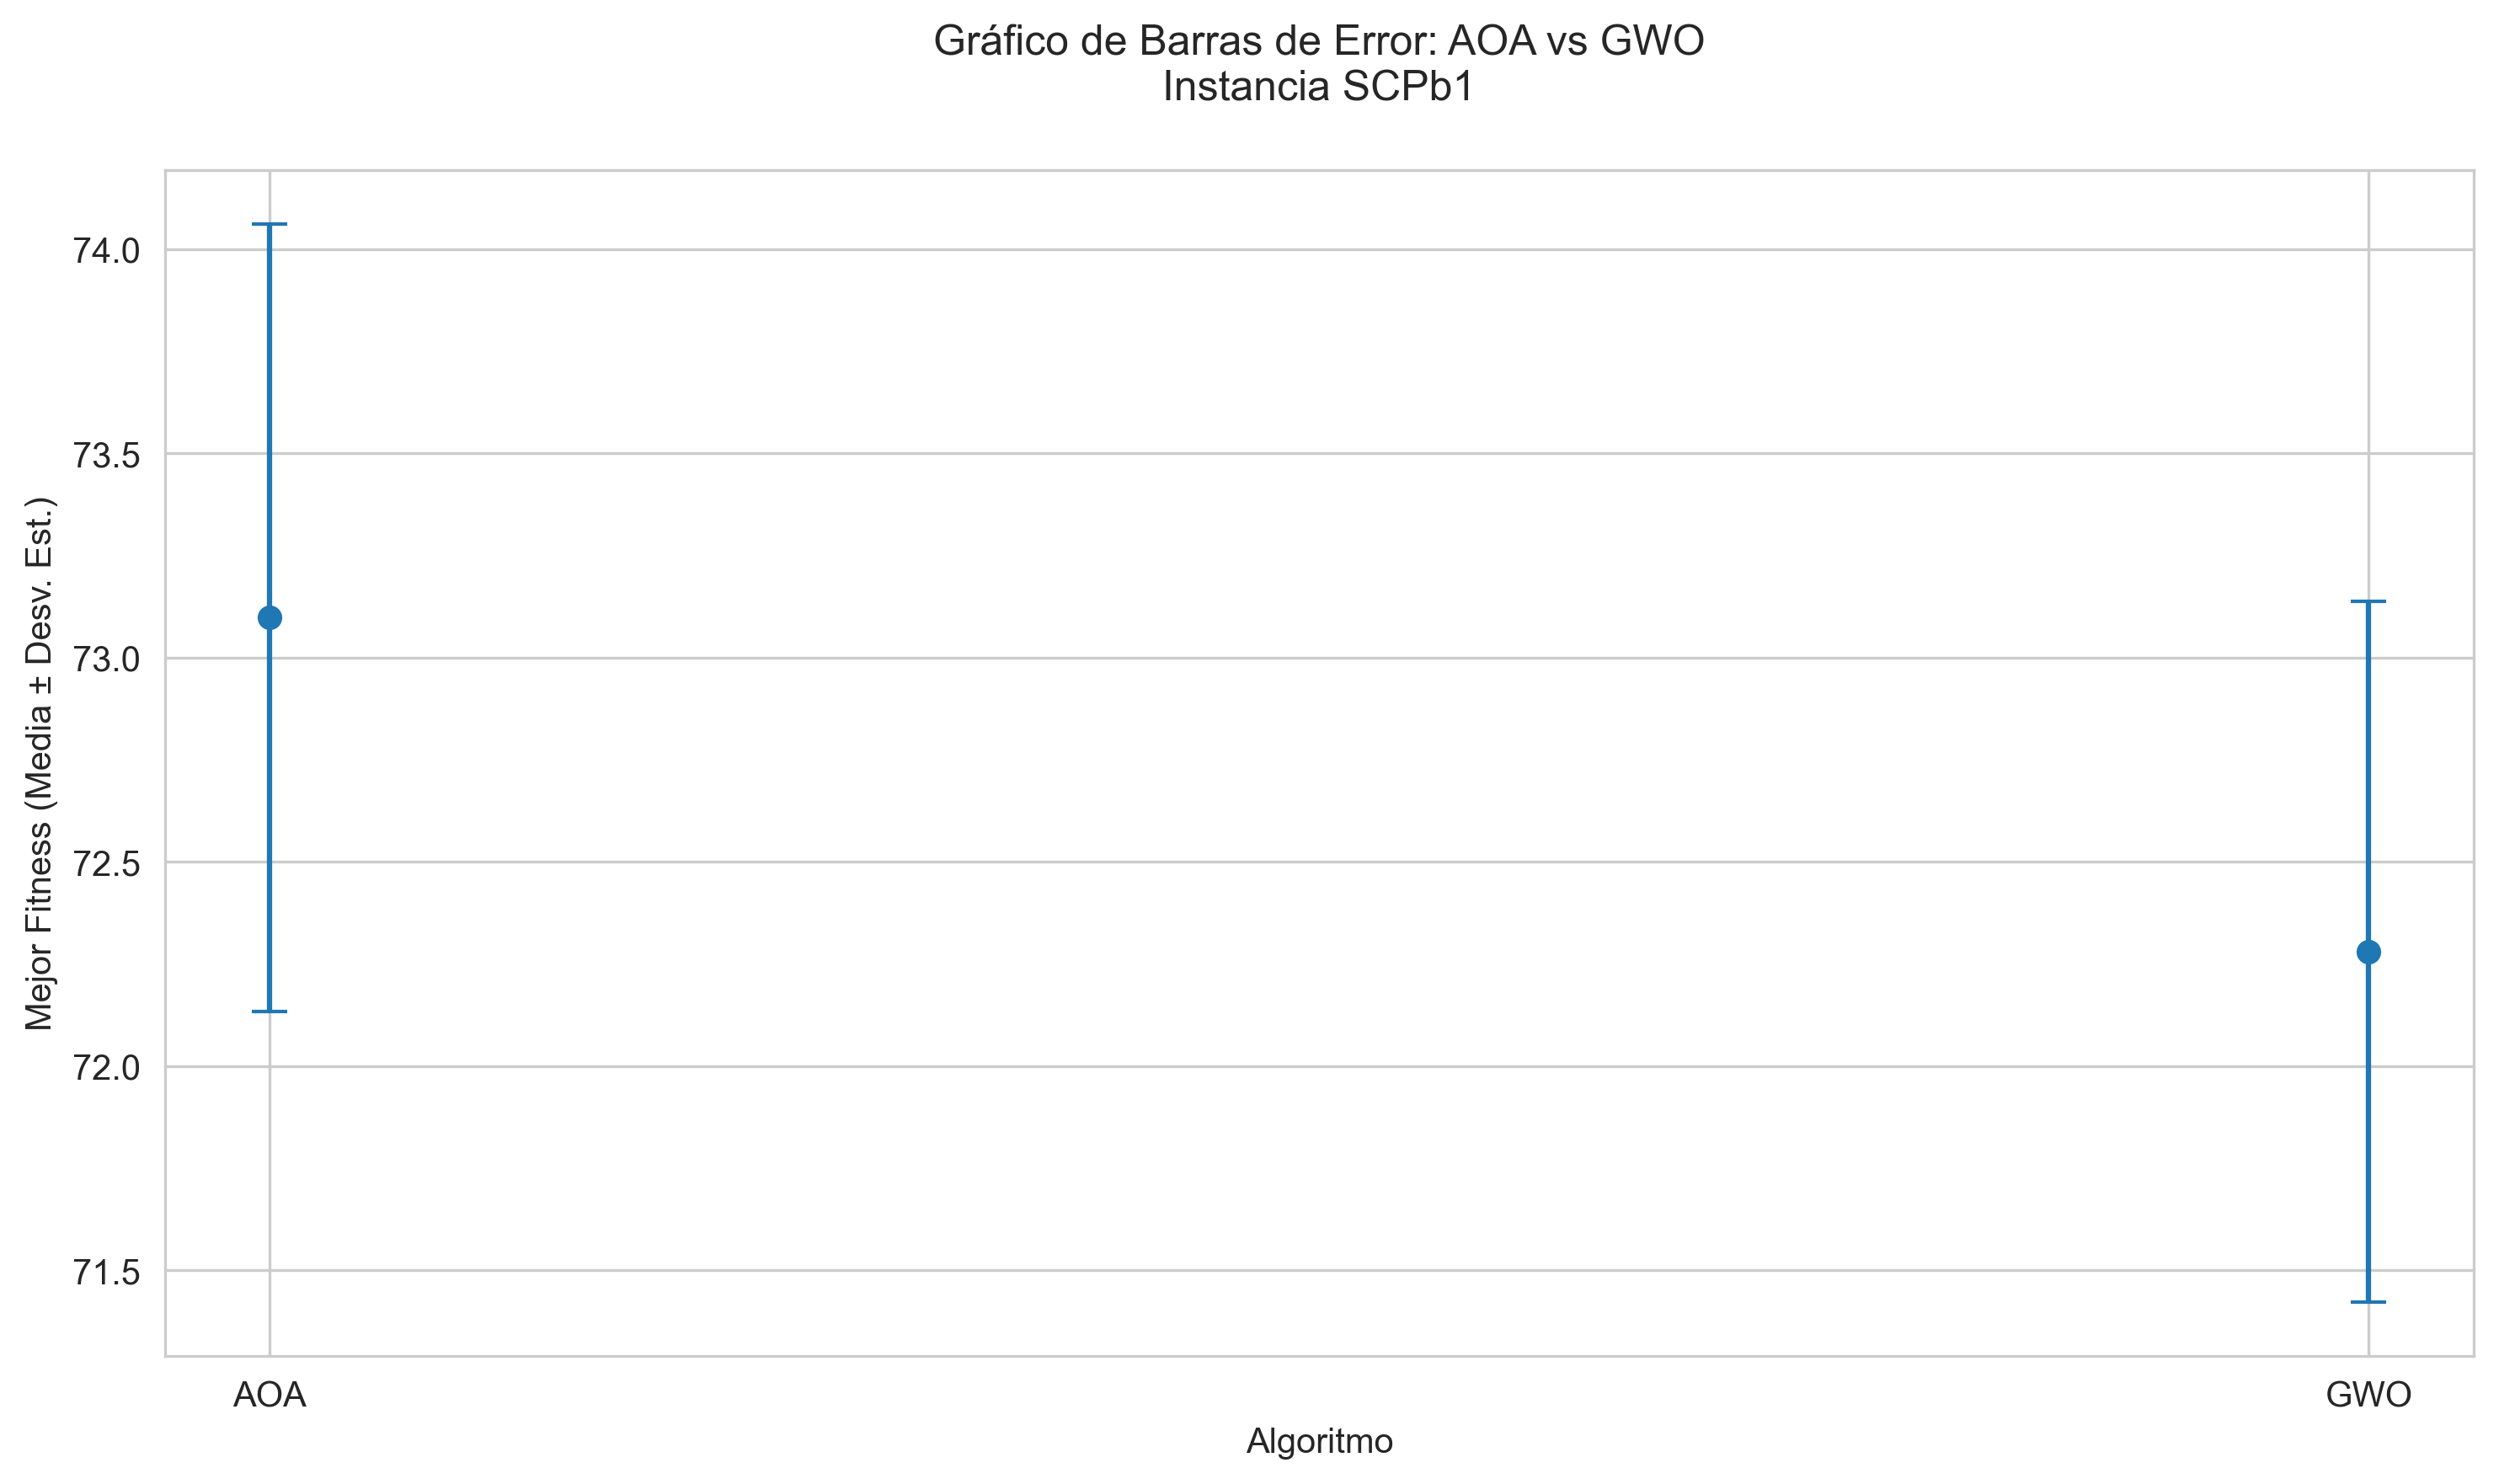 Gráfico de Barras de Error: AOA vs GWO
Instancia SCPb1
Mejor Fitness (Media ± Desv. Est.)
74.0
73.5
73.0
72.5
72.0
71.5
AOA
GWO
Algoritmo